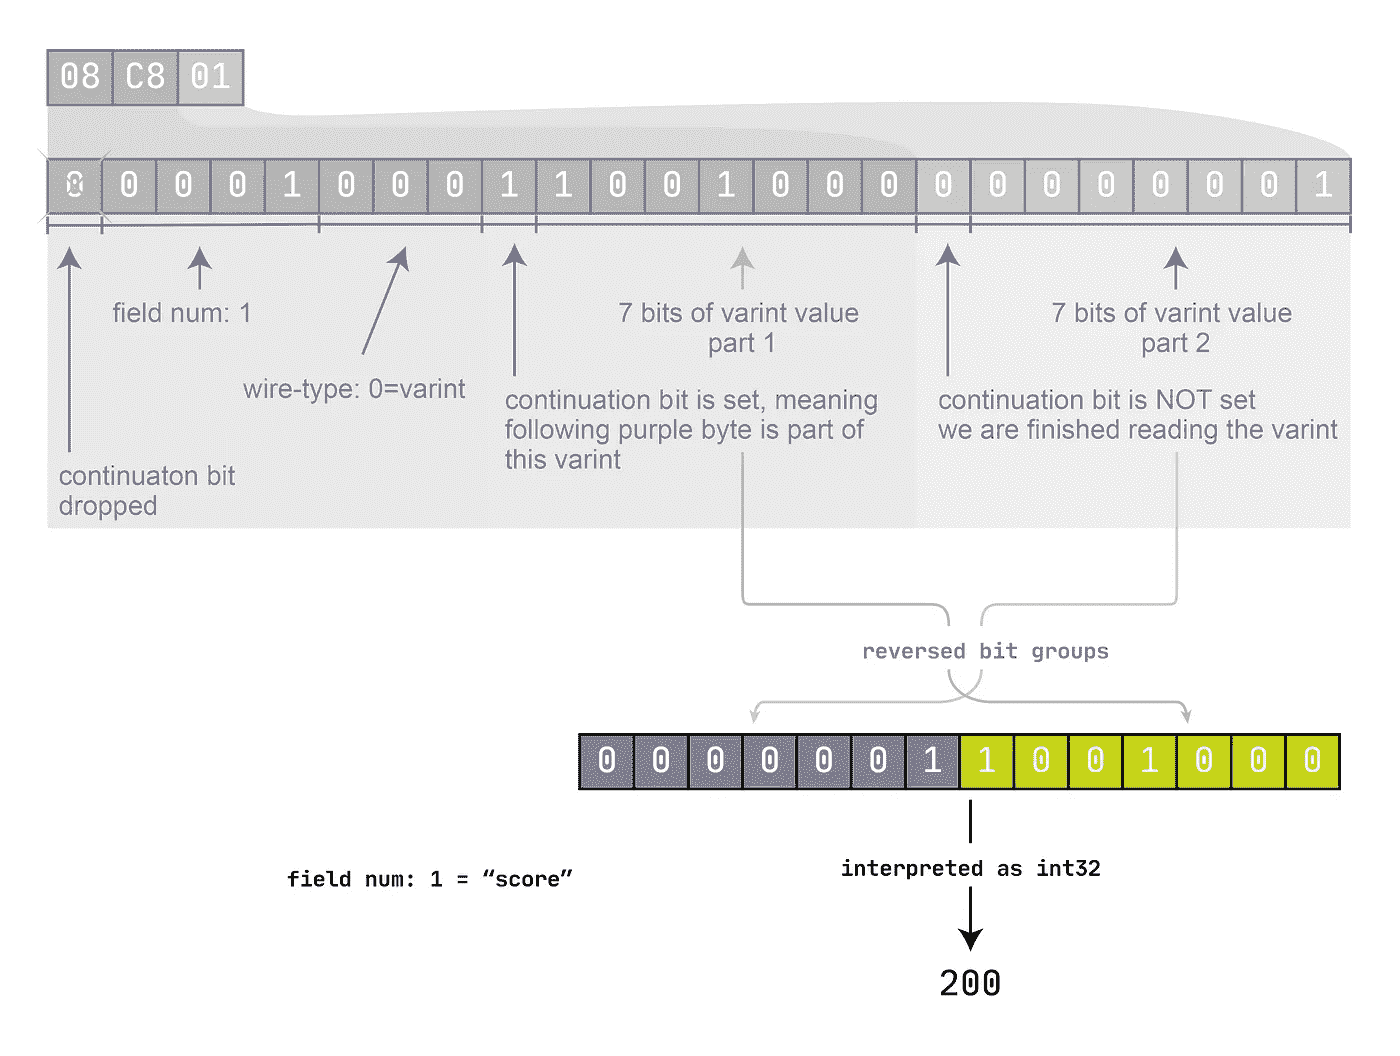 08 C8 01
0 0 0 0 1 0 0 0 1 1 0 0 1 0 0 0 0 0 0 0 0 0 0 1
field num: 1
7 bits of varint value
part 1
7 bits of varint value
part 2
wire-type: 0=varint
continuation bit is set, meaning
following purple byte is part of
this varint
continuation bit is NOT set
we are finished reading the varint
continuaton bit
dropped
reversed bit groups
0 0 0 0 0 0 1 1 0 0 1 0 0 0
field num: 1 = “score”
interpreted as int32
200